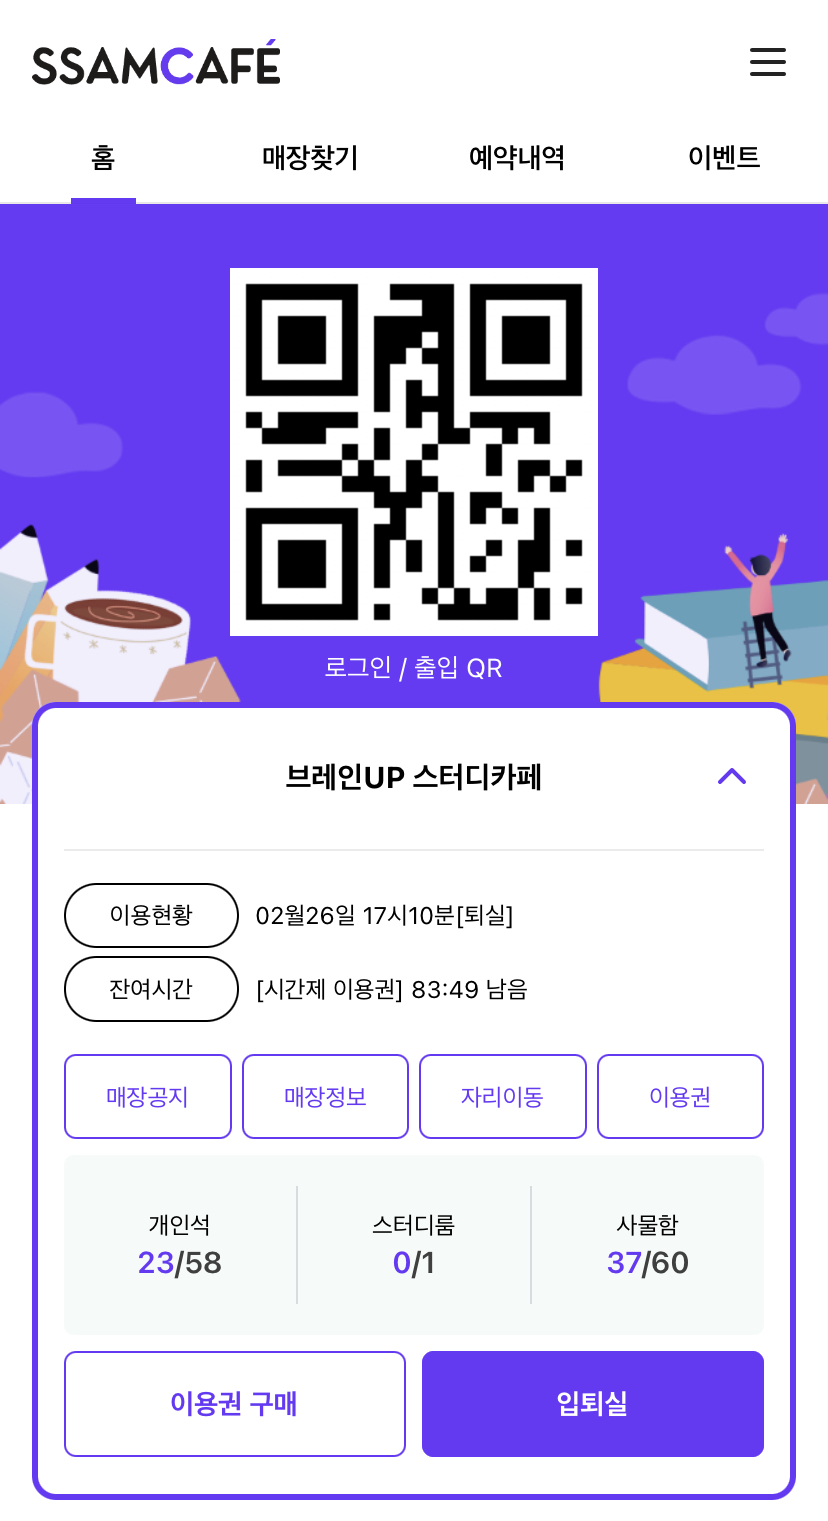 SSAMCAFÉ
홈 매장찾기 예약내역 이벤트
로그인 / 출입 QR
브레인UP 스터디카페
이용현황 02월26일 17시10분[퇴실]
잔여시간 [시간제 이용권] 83:49 남음
매장공지 매장정보 자리이동 이용권
개인석 스터디룸 사물함
23/58 0/1 37/60
이용권 구매 입퇴실